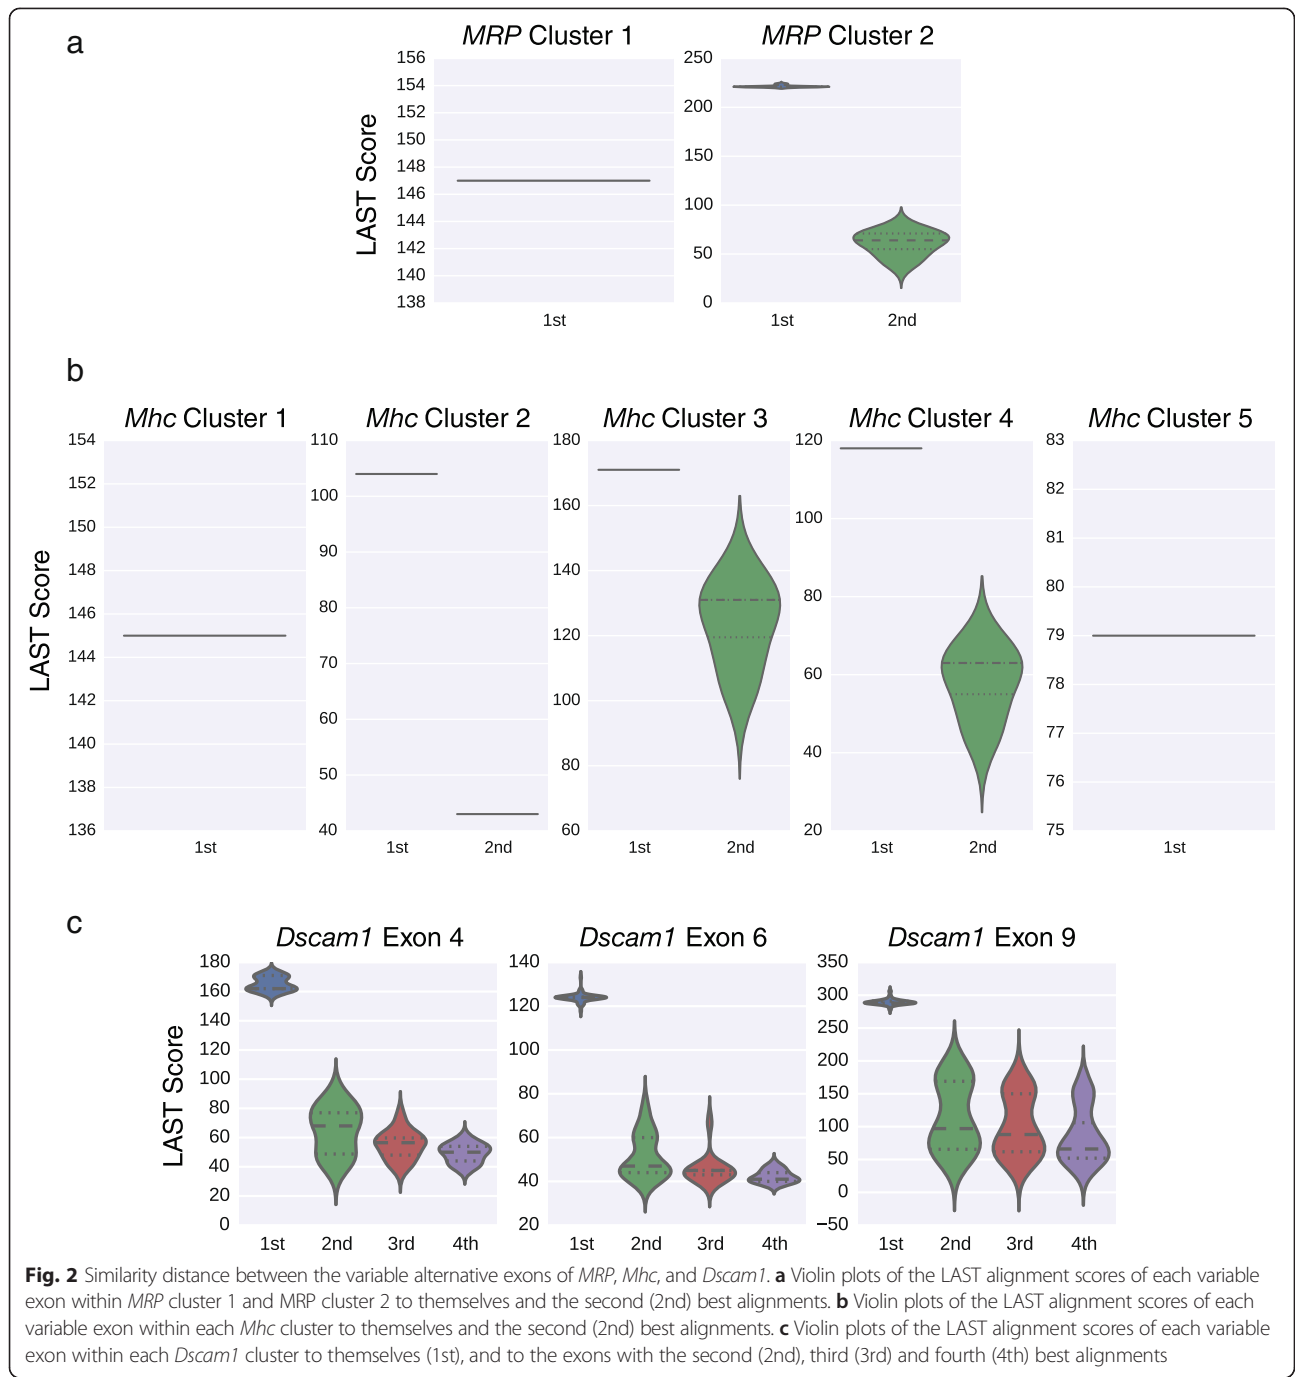 a
MRP Cluster 1
MRP Cluster 2
LAST Score
156
154
152
150
148
146
144
142
140
138
1st
250
200
150
100
50
0
1st 2nd
b
Mhc Cluster 1
Mhc Cluster 2
Mhc Cluster 3
Mhc Cluster 4
Mhc Cluster 5
LAST Score
154
152
150
148
146
144
142
140
138
136
1st
110
100
90
80
70
60
50
40
1st 2nd
180
160
140
120
100
80
60
1st 2nd
120
100
80
60
40
20
1st 2nd
83
82
81
80
79
78
77
76
75
1st
c
Dscam1 Exon 4
Dscam1 Exon 6
Dscam1 Exon 9
LAST Score
180
160
140
120
100
80
60
40
20
0
1st 2nd 3rd 4th
140
120
100
80
60
40
20
1st 2nd 3rd 4th
350
300
250
200
150
100
50
0
−50
1st 2nd 3rd 4th
Fig. 2 Similarity distance between the variable alternative exons of MRP, Mhc, and Dscam1. a Violin plots of the LAST alignment scores of each variable
exon within MRP cluster 1 and MRP cluster 2 to themselves and the second (2nd) best alignments. b Violin plots of the LAST alignment scores of each
variable exon within each Mhc cluster to themselves and the second (2nd) best alignments. c Violin plots of the LAST alignment scores of each variable
exon within each Dscam1 cluster to themselves (1st), and to the exons with the second (2nd), third (3rd) and fourth (4th) best alignments